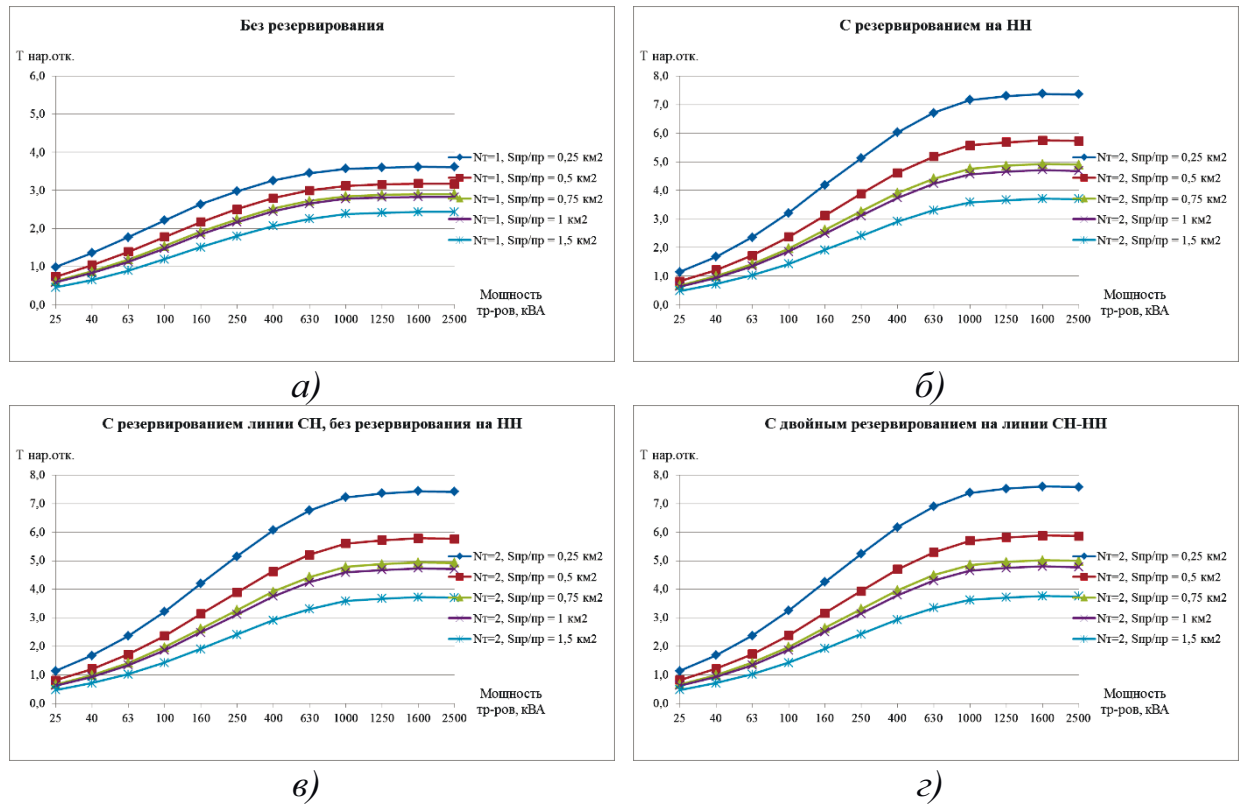 Без резервирования
Т нар.отк.
6,0
5,0
4,0
3,0
2,0
1,0
0,0
25 40 63 100 160 250 400 630 1000 1250 1600 2500
Nт=1, Sпр/пр = 0,25 км2
Nт=1, Sпр/пр = 0,5 км2
Nт=1, Sпр/пр = 0,75 км2
Nт=1, Sпр/пр = 1 км2
Nт=1, Sпр/пр = 1,5 км2
Мощность
тр-ров, кВА
а)
С резервированием на НН
Т нар.отк.
8,0
7,0
6,0
5,0
4,0
3,0
2,0
1,0
0,0
25 40 63 100 160 250 400 630 1000 1250 1600 2500
Nт=2, Sпр/пр = 0,25 км2
Nт=2, Sпр/пр = 0,5 км2
Nт=2, Sпр/пр = 0,75 км2
Nт=2, Sпр/пр = 1 км2
Nт=2, Sпр/пр = 1,5 км2
Мощность
тр-ров, кВА
б)
С резервированием линии СН, без резервирования на НН
Т нар.отк.
8,0
7,0
6,0
5,0
4,0
3,0
2,0
1,0
0,0
25 40 63 100 160 250 400 630 1000 1250 1600 2500
Nт=2, Sпр/пр = 0,25 км2
Nт=2, Sпр/пр = 0,5 км2
Nт=2, Sпр/пр = 0,75 км2
Nт=2, Sпр/пр = 1 км2
Nт=2, Sпр/пр = 1,5 км2
Мощность
тр-ров, кВА
в)
С двойным резервированием на линии СН-НН
Т нар.отк.
8,0
7,0
6,0
5,0
4,0
3,0
2,0
1,0
0,0
25 40 63 100 160 250 400 630 1000 1250 1600 2500
Nт=2, Sпр/пр = 0,25 км2
Nт=2, Sпр/пр = 0,5 км2
Nт=2, Sпр/пр = 0,75 км2
Nт=2, Sпр/пр = 1 км2
Nт=2, Sпр/пр = 1,5 км2
Мощность
тр-ров, кВА
г)